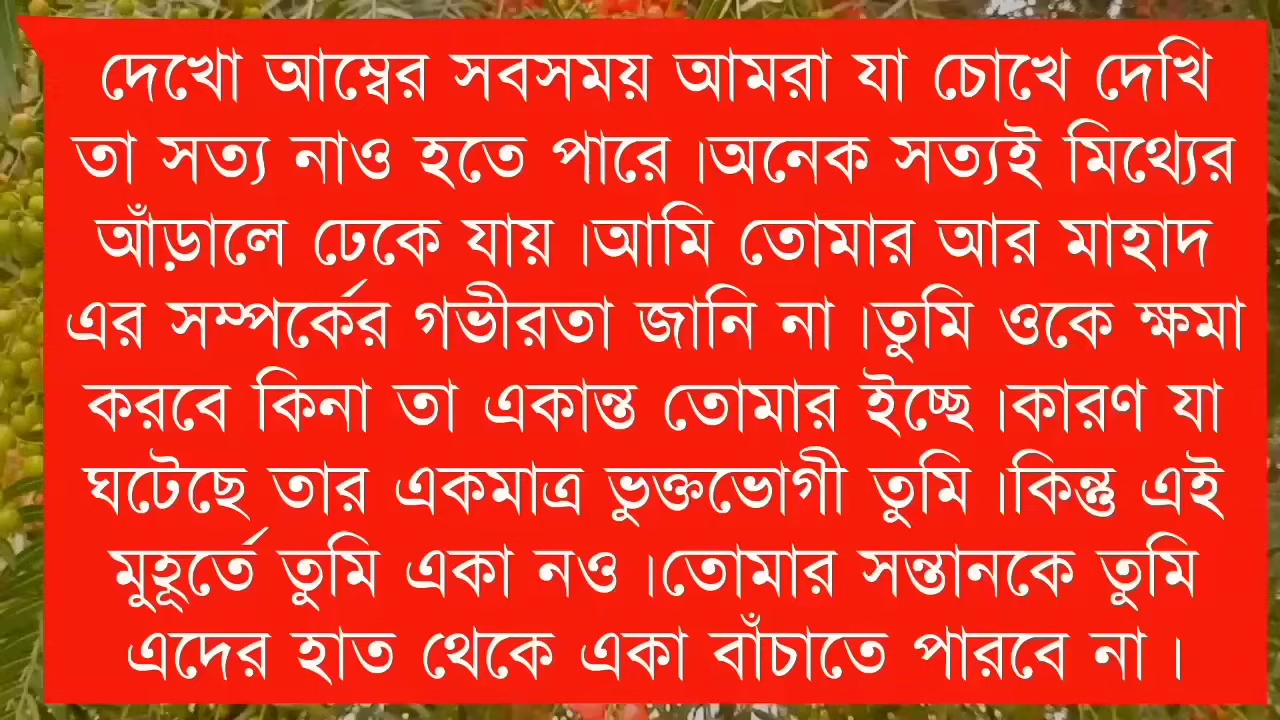 দেখো আম্বের সবসময় আমরা যা চোখে দেখি
তা সত্য নাও হতে পারে ।অনেক সত্যই মিথ্যের
আঁড়ালে ঢেকে যায় ।আমি তোমার আর মাহাদ
এর সম্পর্কের গভীরতা জানি না ।তুমি ওকে ক্ষমা
করবে কিনা তা একান্ত তোমার ইচ্ছে ।কারণ যা
ঘটেছে তার একমাত্র ভুক্তভোগী তুমি ।কিন্তু এই
মুহূর্তে তুমি একা নও ।তোমার সন্তানকে তুমি
এদের হাত থেকে একা বাঁচাতে পারবে না ।